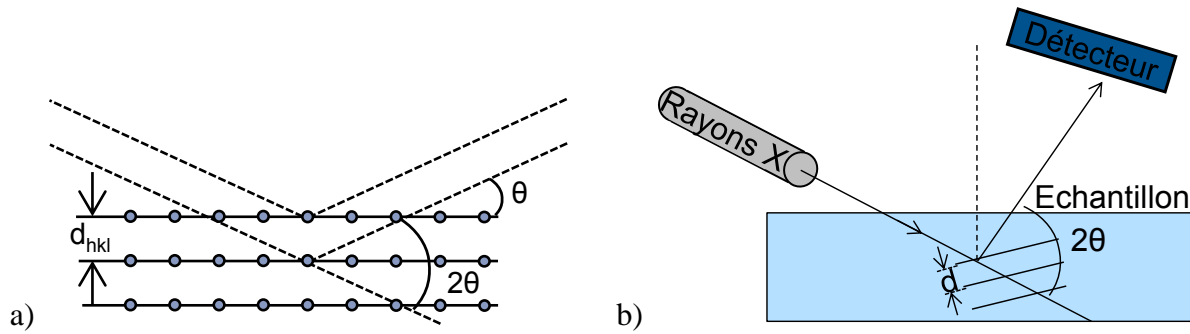 a)
d_hkl
θ
2θ
b)
Rayons X
Détecteur
Echantillon
2θ
d